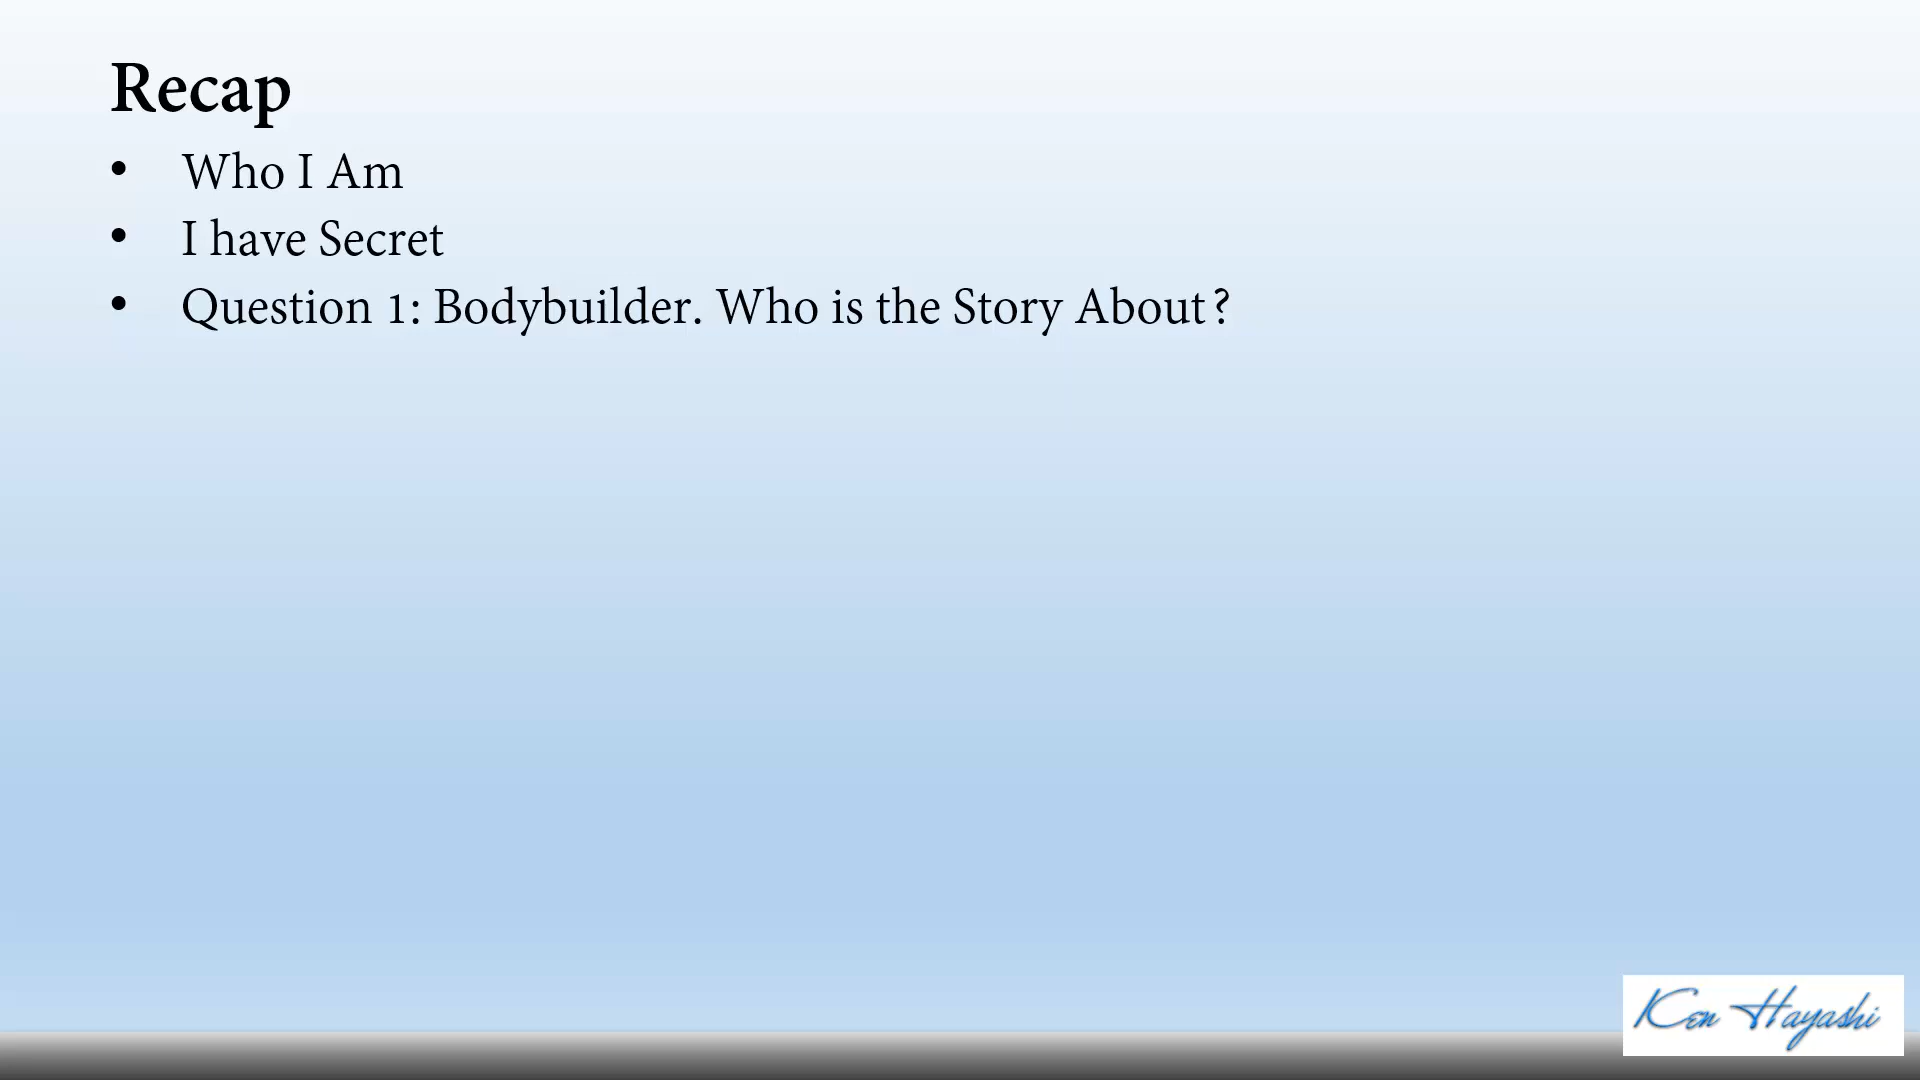 Recap
• Who I Am
• I have Secret
• Question 1: Bodybuilder. Who is the Story About?
Ken Hayashi